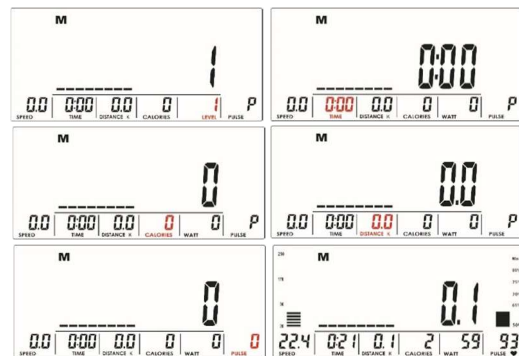 M
1
0.0 0:00 0.0 0 1 P
SPEED TIME DISTANCE K CALORIES LEVEL PULSE
M
0:00
0.0 0:00 0.0 0 0 P
SPEED TIME DISTANCE K CALORIES WATT PULSE
M
0
0.0 0:00 0.0 0 0 P
SPEED TIME DISTANCE K CALORIES WATT PULSE
M
0.0
0.0 0:00 0.0 0 0 P
SPEED TIME DISTANCE K CALORIES WATT PULSE
M
0
0.0 0:00 0.0 0 0 0
SPEED TIME DISTANCE K CALORIES WATT PULSE
M
0.1
22.4 0:21 0.1 2 59 93
SPEED TIME DISTANCE K CALORIES WATT PULSE